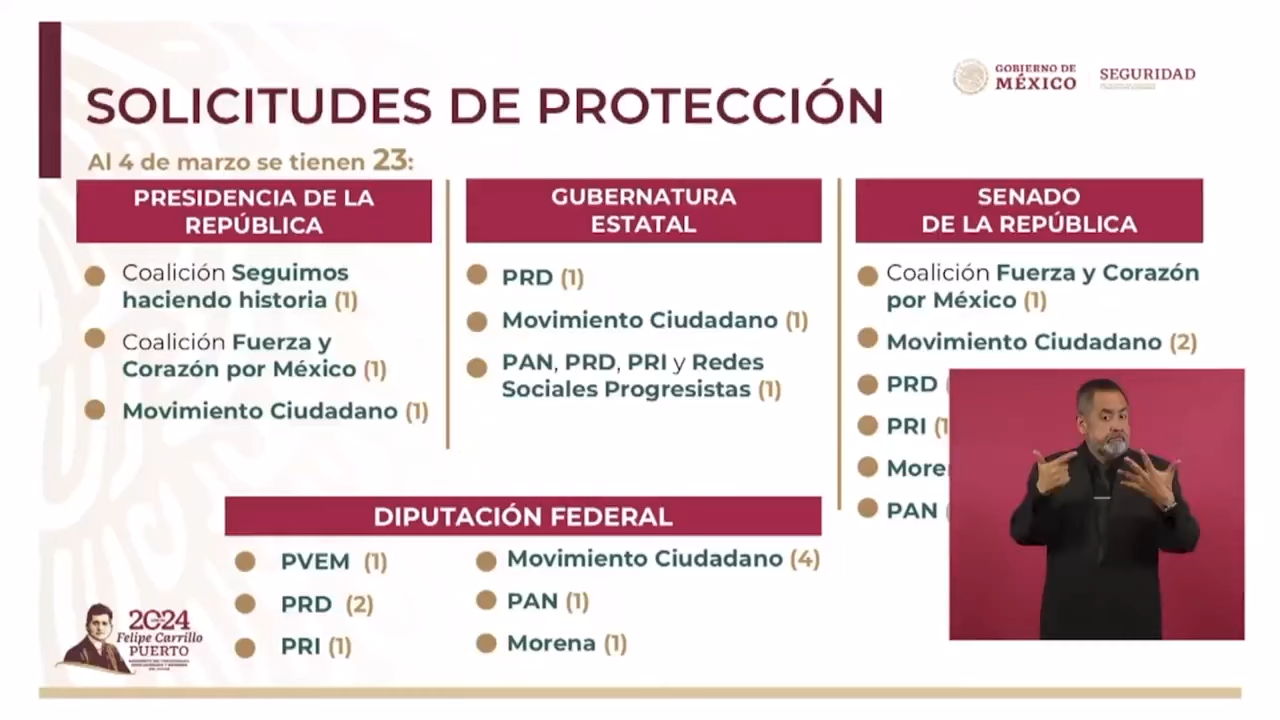 SOLICITUDES DE PROTECCIÓN
GOBIERNO DE
MÉXICO
SEGURIDAD
Al 4 de marzo se tienen 23:
PRESIDENCIA DE LA
REPÚBLICA
Coalición Seguimos
haciendo historia (1)
Coalición Fuerza y
Corazón por México (1)
Movimiento Ciudadano (1)
GUBERNATURA
ESTATAL
PRD (1)
Movimiento Ciudadano (1)
PAN, PRD, PRI y Redes
Sociales Progresistas (1)
SENADO
DE LA REPÚBLICA
Coalición Fuerza y Corazón
por México (1)
Movimiento Ciudadano (2)
PRD (
PRI (1
More
PAN (
DIPUTACIÓN FEDERAL
PVEM (1)
PRD (2)
PRI (1)
Movimiento Ciudadano (4)
PAN (1)
Morena (1)
2024
Felipe Carrillo
PUERTO